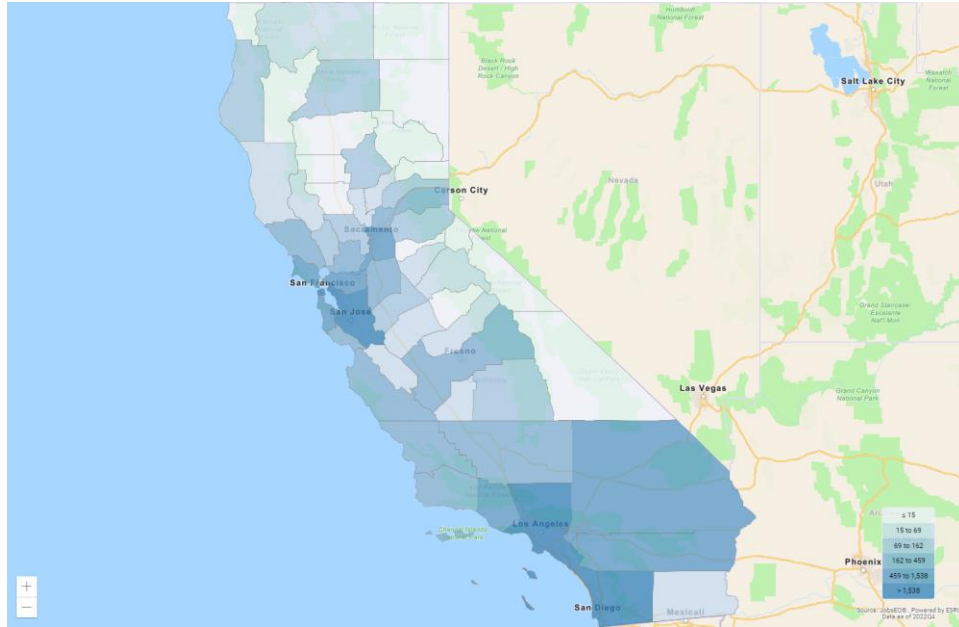 Humboldt
National Forest
Black Rock
Desert / High
Rock Canyon
Salt Lake City
Wasatch
National
Forest
Nevada
Utah
Carson City
Sacramento
San Francisco
San Jose
Fresno
Grand Staircase-
Escalante
Nat'l Mon
Las Vegas
Grand Canyon
National Park
Los Angeles
San Diego
Mexicali
Phoenix
≤ 15
15 to 69
69 to 162
162 to 459
459 to 1,538
> 1,538
Source: JobsEQ® Powered by ESRI
Data as of 2022Q4
+
−